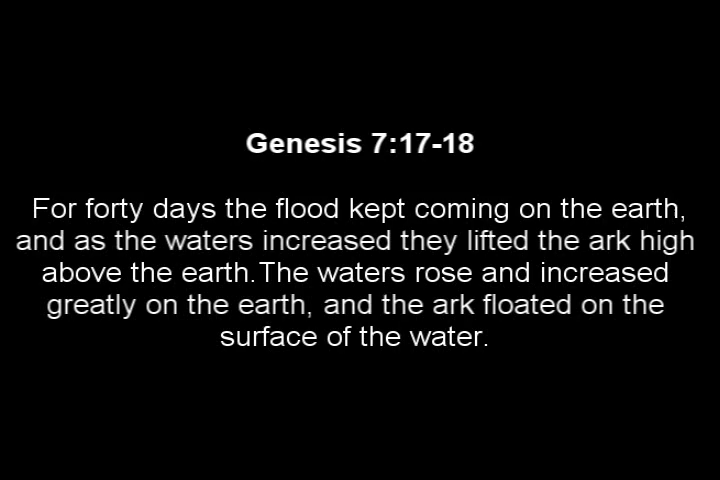 Genesis 7:17-18
For forty days the flood kept coming on the earth,
and as the waters increased they lifted the ark high
above the earth. The waters rose and increased
greatly on the earth, and the ark floated on the
surface of the water.